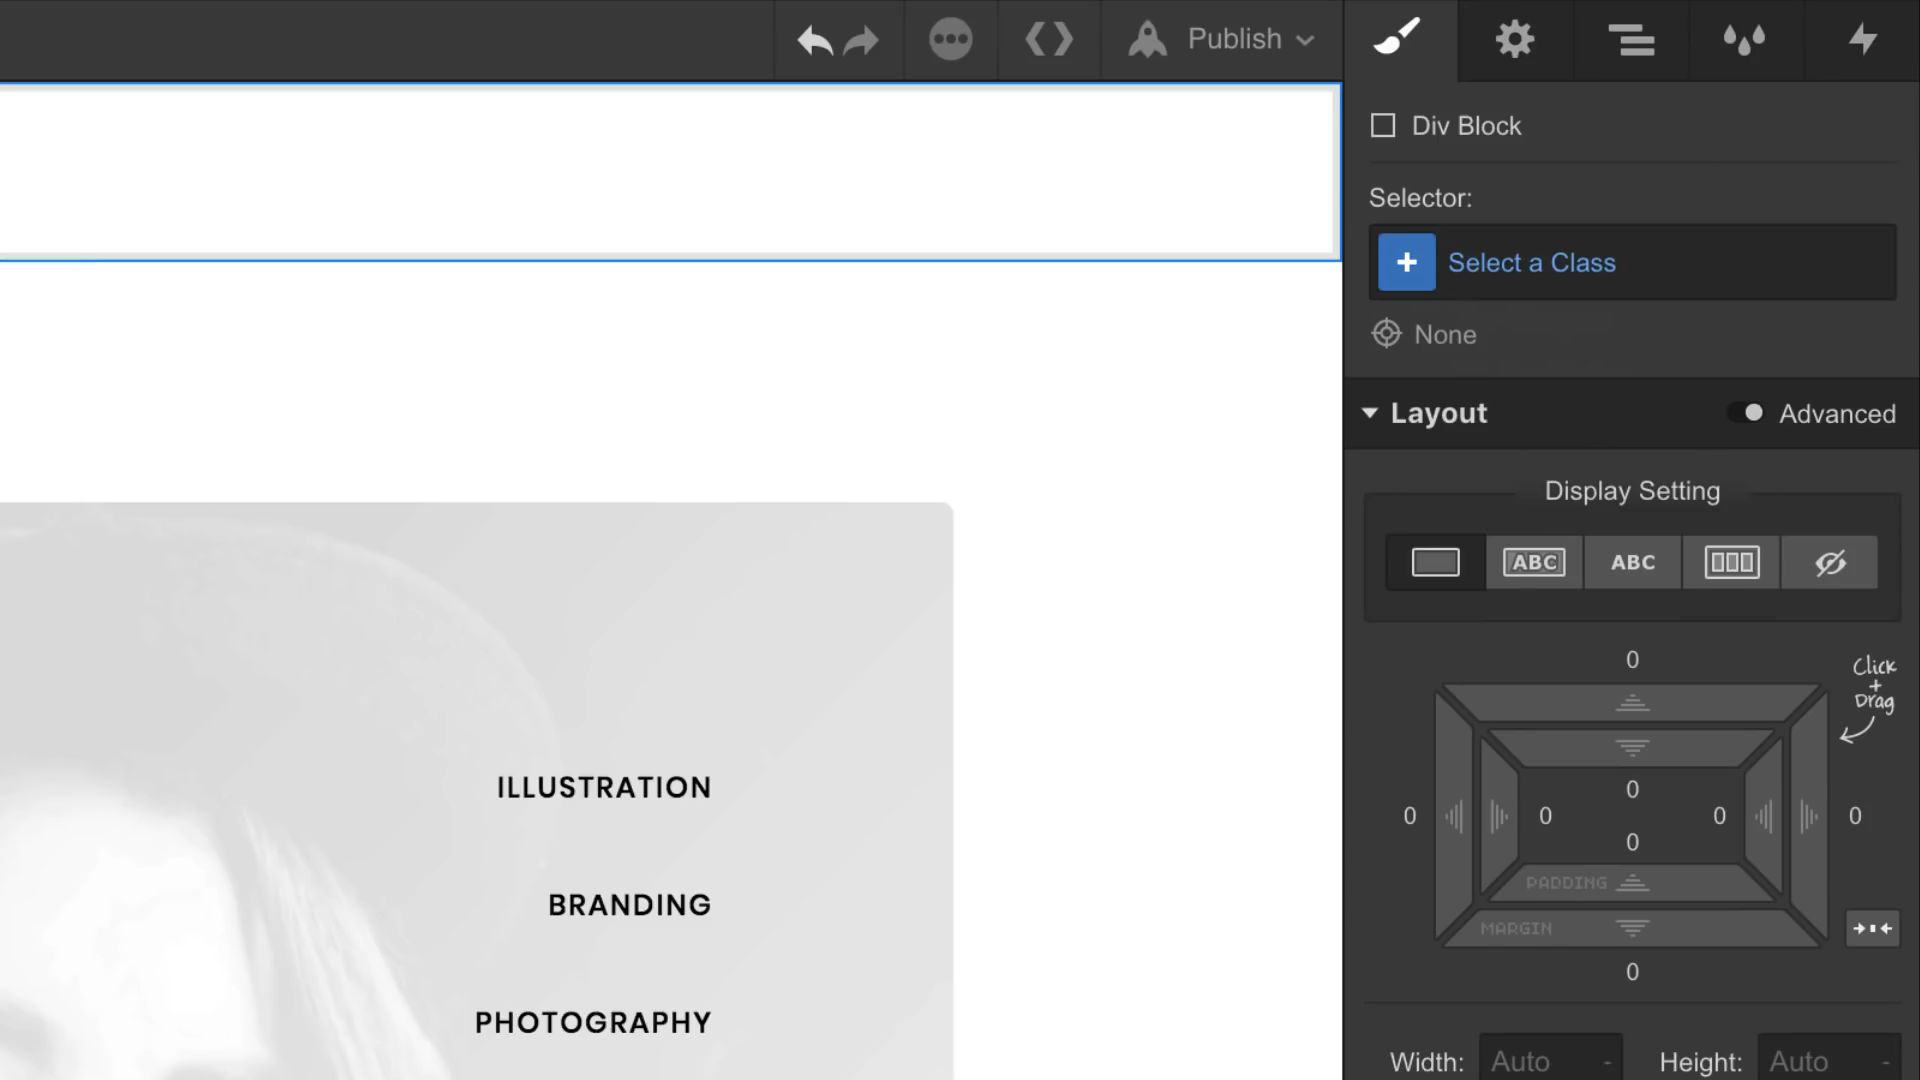 Publish
Div Block
Selector:
+ Select a Class
None
Layout
Advanced
Display Setting
ABC
ABC
0
Click
+
Drag
0
0
0
0
0
0
PADDING
MARGIN
0
Width: Auto -
Height: Auto -
ILLUSTRATION
BRANDING
PHOTOGRAPHY